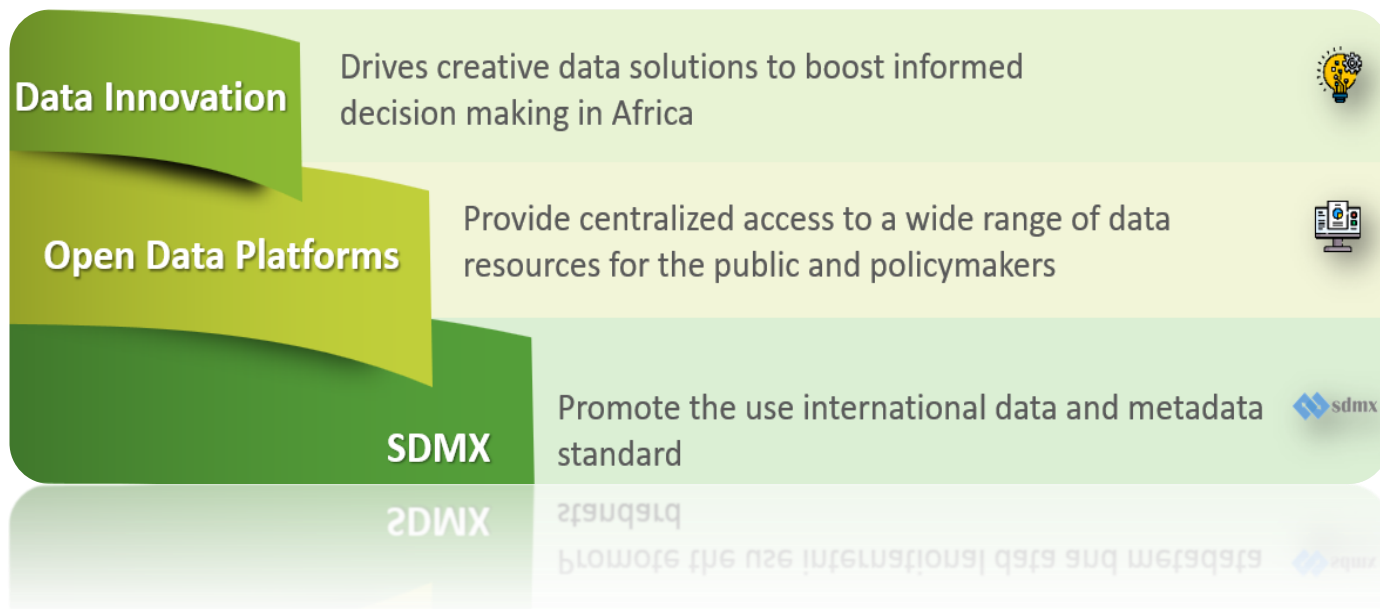 Data Innovation
Drives creative data solutions to boost informed
decision making in Africa
Open Data Platforms
Provide centralized access to a wide range of data
resources for the public and policymakers
SDMX
Promote the use international data and metadata
standard
sdmx